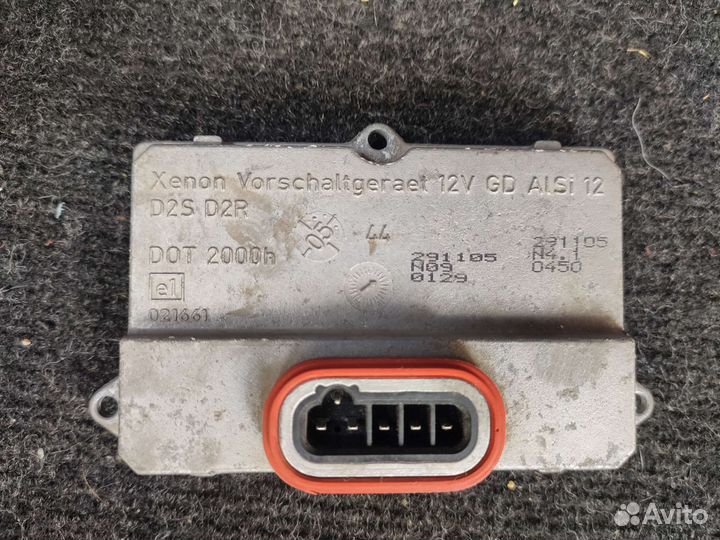 Xenon Vorschaltgeraet 12V GD AlSi 12
D2S D2R
DOT 2000h
e1
021661
05
44
291105
N09
0129
291105
N4.1
0450
Avito